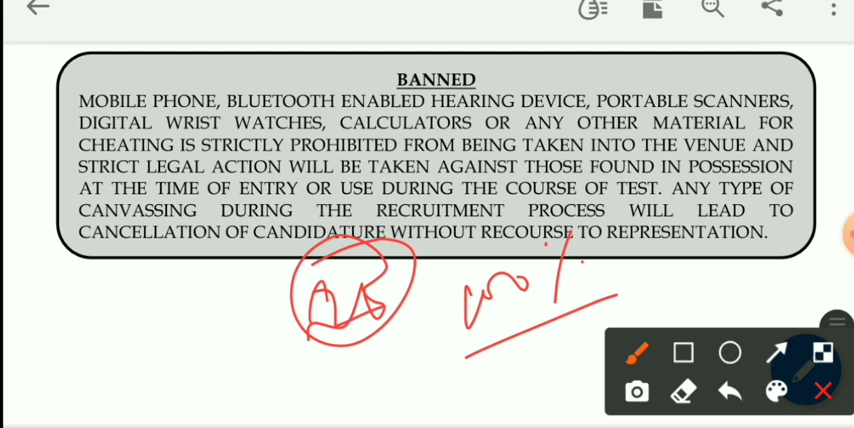 BANNED
MOBILE PHONE, BLUETOOTH ENABLED HEARING DEVICE, PORTABLE SCANNERS,
DIGITAL WRIST WATCHES, CALCULATORS OR ANY OTHER MATERIAL FOR
CHEATING IS STRICTLY PROHIBITED FROM BEING TAKEN INTO THE VENUE AND
STRICT LEGAL ACTION WILL BE TAKEN AGAINST THOSE FOUND IN POSSESSION
AT THE TIME OF ENTRY OR USE DURING THE COURSE OF TEST. ANY TYPE OF
CANVASSING DURING THE RECRUITMENT PROCESS WILL LEAD TO
CANCELLATION OF CANDIDATURE WITHOUT RECOURSE TO REPRESENTATION.